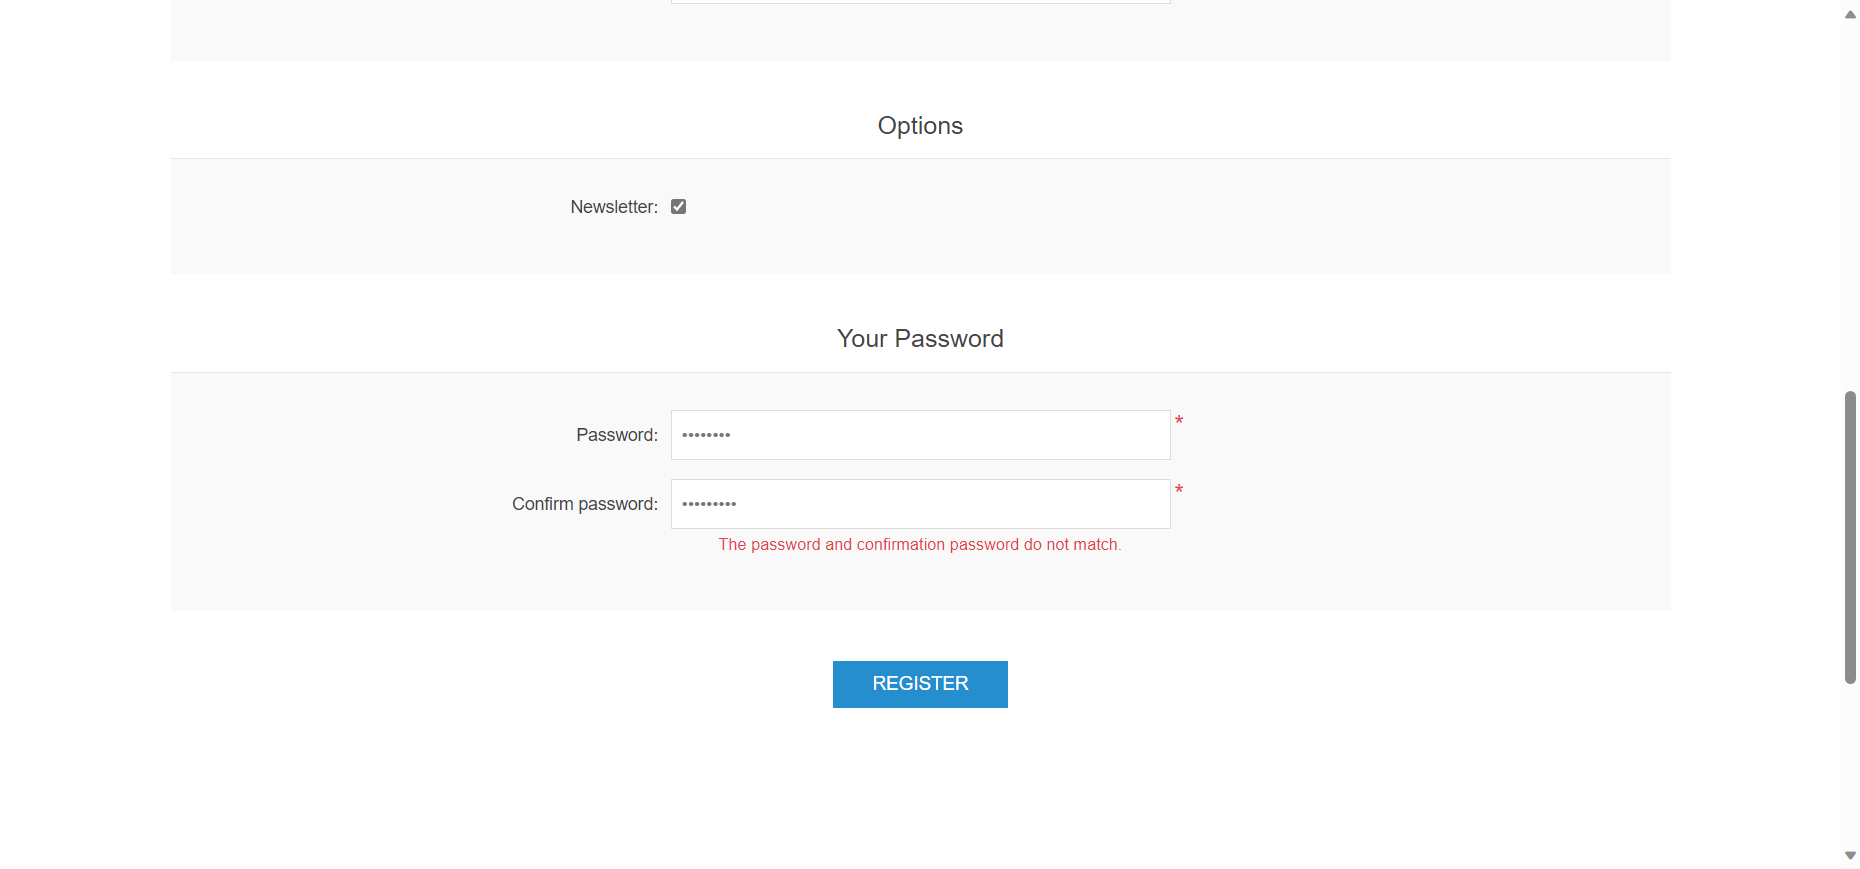 Options
Newsletter:
Your Password
Password: •••••••• *
Confirm password: ••••••••• *
The password and confirmation password do not match.
REGISTER